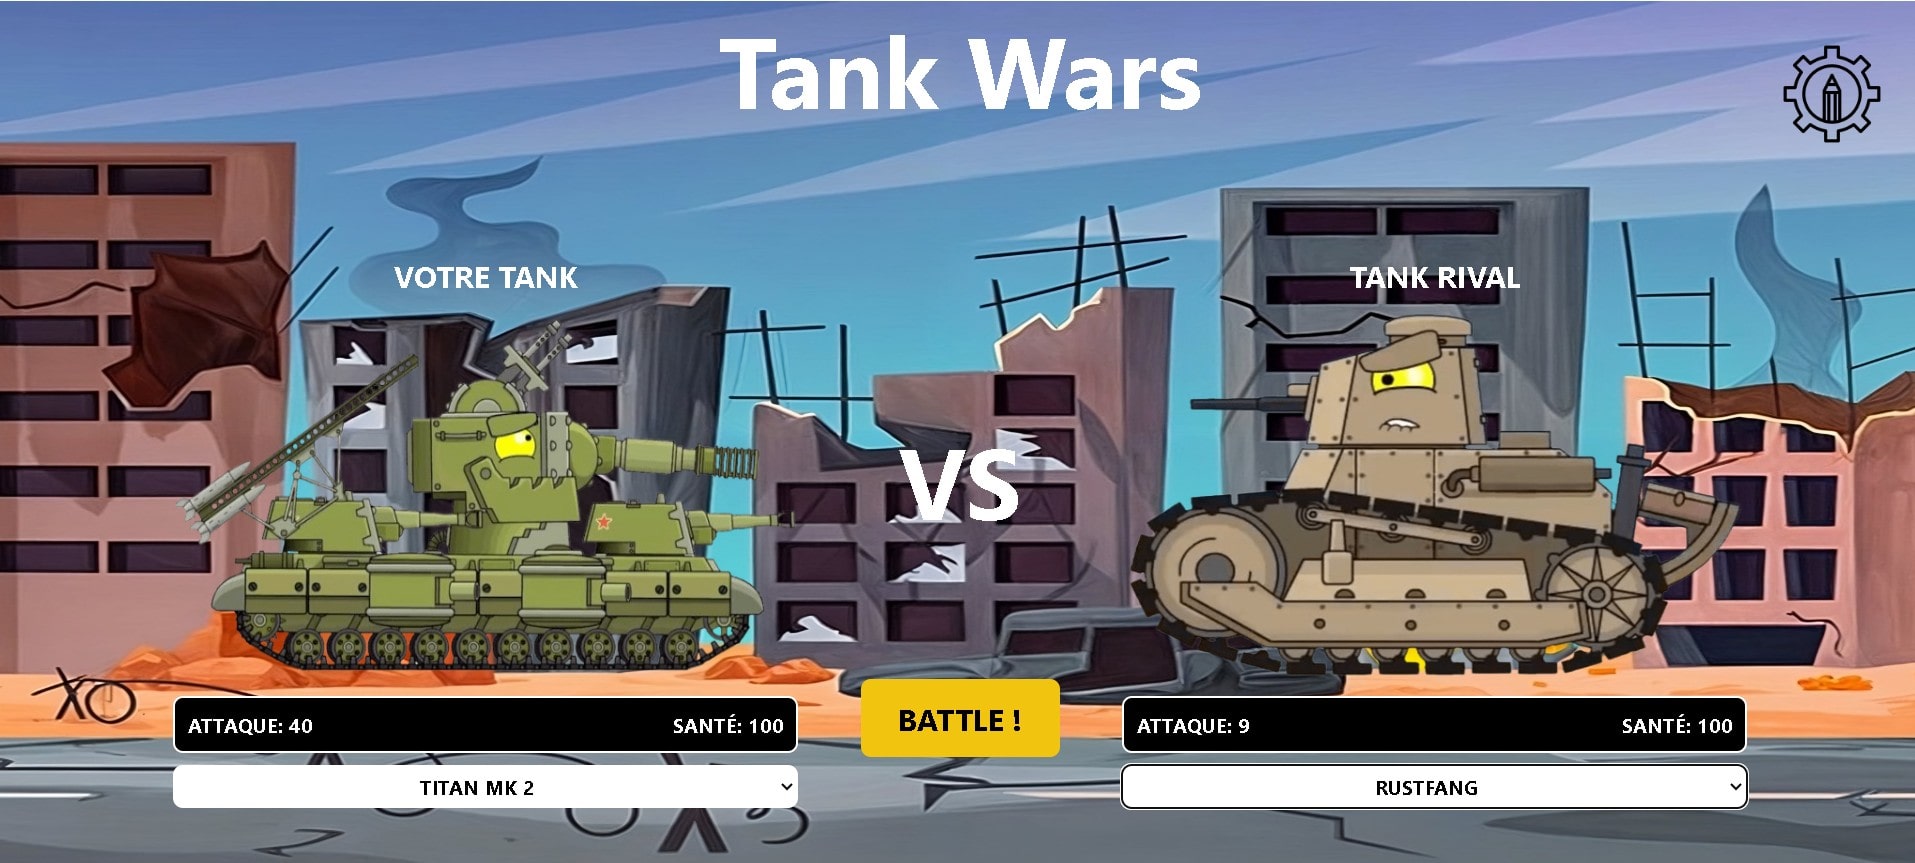 Tank Wars
VOTRE TANK
TANK RIVAL
VS
ATTAQUE: 40
SANTÉ: 100
BATTLE !
ATTAQUE: 9
SANTÉ: 100
TITAN MK 2
RUSTFANG
XO